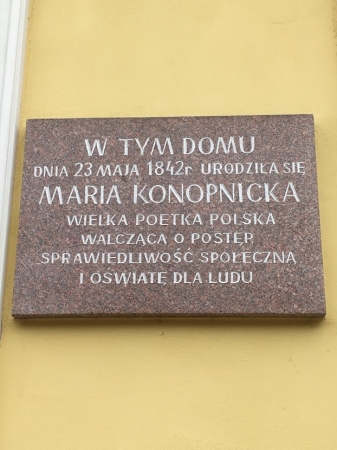 W TYM DOMU
DNIA 23 MAJA 1842r. URODZIŁA SIĘ
MARIA KONOPNICKA
WIELKA POETKA POLSKA
WALCZĄCA O POSTĘP,
SPRAWIEDLIWOŚĆ SPOŁECZNĄ
I OŚWIATĘ DLA LUDU